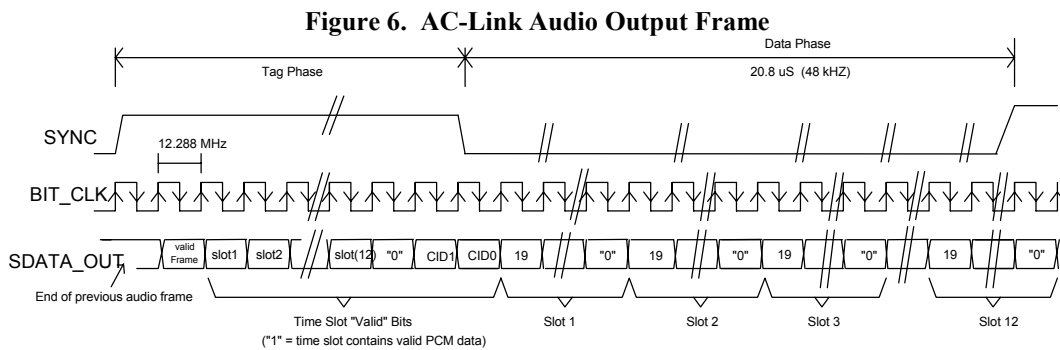 Figure 6. AC-Link Audio Output Frame
Tag Phase
Data Phase
20.8 uS (48 kHZ)
SYNC
12.288 MHz
BIT_CLK
SDATA_OUT
valid Frame slot1 slot2 slot(12) "0" CID1 CID0 19 "0" 19 "0" 19 "0" 19 "0"
End of previous audio frame
Time Slot "Valid" Bits
("1" = time slot contains valid PCM data)
Slot 1
Slot 2
Slot 3
Slot 12